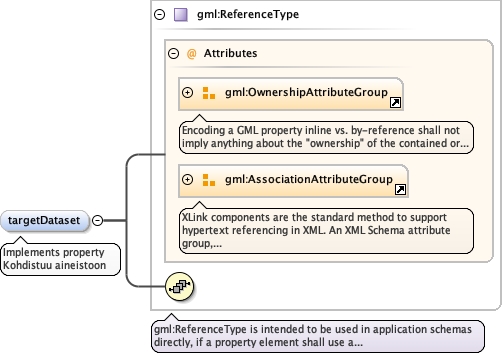 gml:ReferenceType
@ Attributes
gml:OwnershipAttributeGroup
Encoding a GML property inline vs. by-reference shall not
imply anything about the "ownership" of the contained or...
gml:AssociationAttributeGroup
XLink components are the standard method to support
hypertext referencing in XML. An XML Schema attribute
group,...
targetDataset
Implements property
Kohdistuu aineistoon
gml:ReferenceType is intended to be used in application schemas
directly, if a property element shall use a...